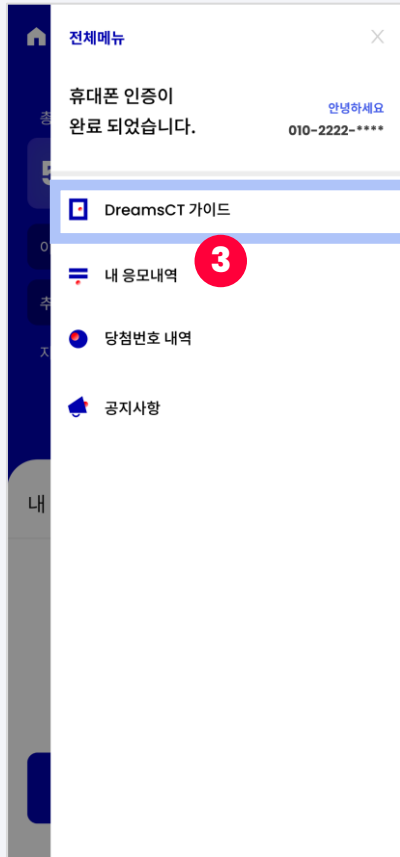 전체메뉴
휴대폰 인증이
완료 되었습니다.
안녕하세요
010-2222-****
DreamsCT 가이드
3
내 응모내역
당첨번호 내역
공지사항
내